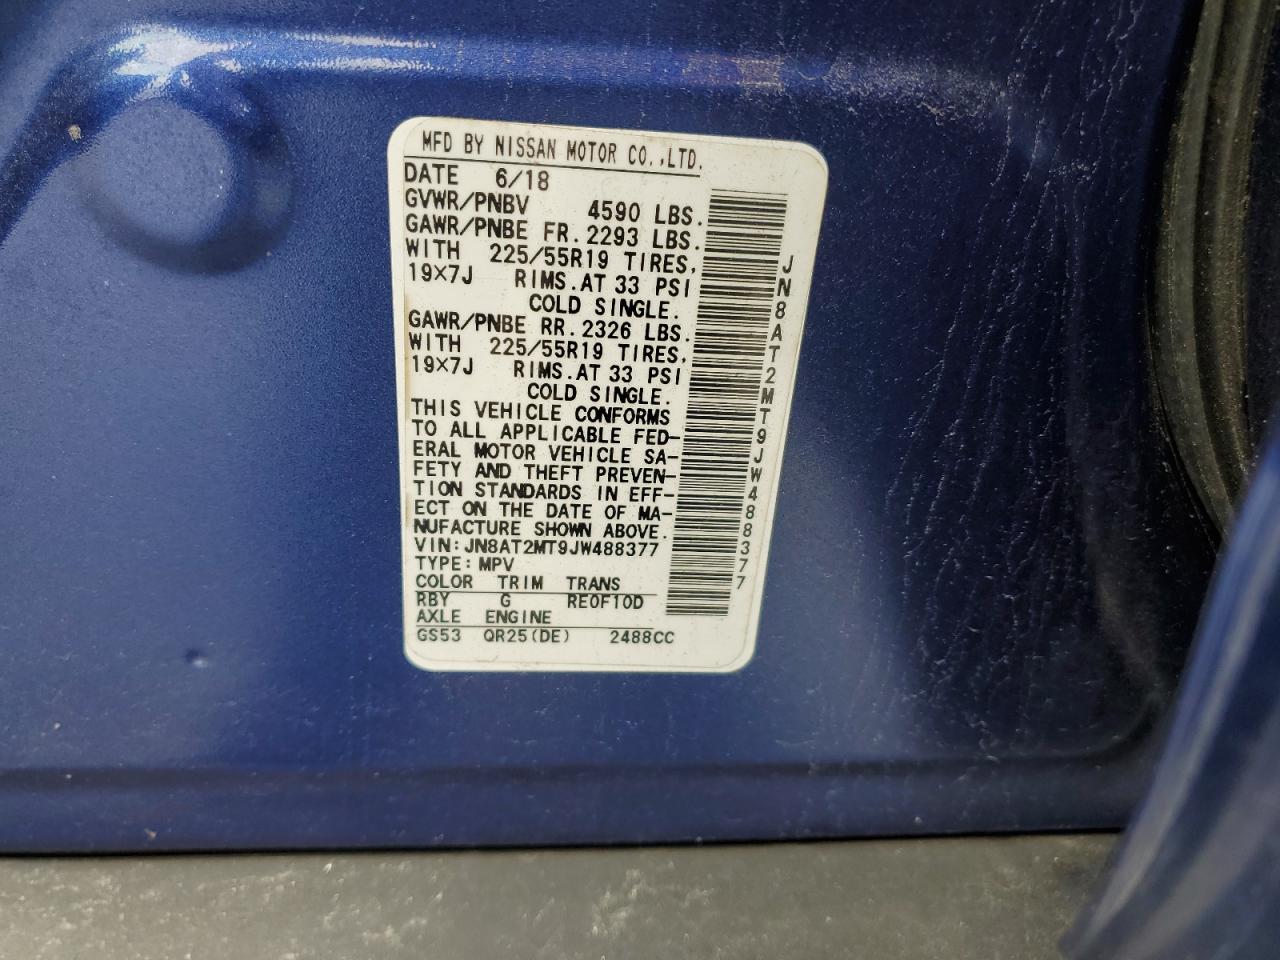 MFD BY NISSAN MOTOR CO.,LTD.
DATE 6/18
GVWR/PNBV 4590 LBS.
GAWR/PNBE FR. 2293 LBS.
WITH 225/55R19 TIRES,
19×7J RIMS. AT 33 PSI
COLD SINGLE.
GAWR/PNBE RR. 2326 LBS.
WITH 225/55R19 TIRES,
19×7J RIMS. AT 33 PSI
COLD SINGLE.
THIS VEHICLE CONFORMS
TO ALL APPLICABLE FED-
ERAL MOTOR VEHICLE SA-
FETY AND THEFT PREVEN-
TION STANDARDS IN EFF-
ECT ON THE DATE OF MA-
NUFACTURE SHOWN ABOVE.
VIN: JN8AT2MT9JW488377
TYPE: MPV
COLOR TRIM TRANS
RBY G RE0F10D
AXLE ENGINE
GS53 QR25(DE) 2488CC
JN8AT2MT9JW488377